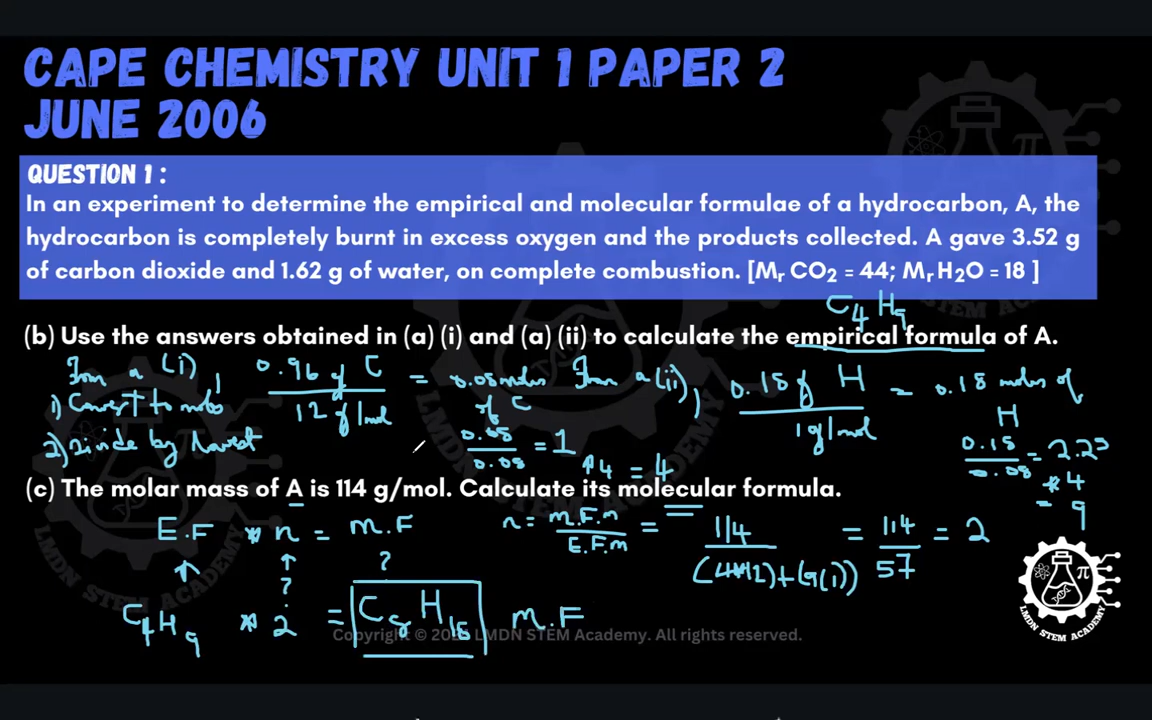 CAPE CHEMISTRY UNIT 1 PAPER 2
JUNE 2006
QUESTION 1 :
In an experiment to determine the empirical and molecular formulae of a hydrocarbon, A, the
hydrocarbon is completely burnt in excess oxygen and the products collected. A gave 3.52 g
of carbon dioxide and 1.62 g of water, on complete combustion. [Mr CO2 = 44; Mr H2O = 18 ]
C4H9
(b) Use the answers obtained in (a) (i) and (a) (ii) to calculate the empirical formula of A.
From a (i),
1) Convert to moles
2) Divide by lowest
0.96 g C
12 g/mol
= 0.08 moles
of C
0.08
0.08
= 1
*4 = 4
From a (ii),
0.18 g H
1 g/mol
= 0.18 moles of
H
0.18
0.08
= 2.25
* 4
= 9
(c) The molar mass of A is 114 g/mol. Calculate its molecular formula.
E.F * n = M.F
? ?
C4H9 * 2 = C8H18 M.F
n = M.F.M
E.F.M
= 114
(4*12)+(9(1))
= 114
57
= 2
LMDN STEM Academy. All rights reserved.
LMDN STEM ACADEMY